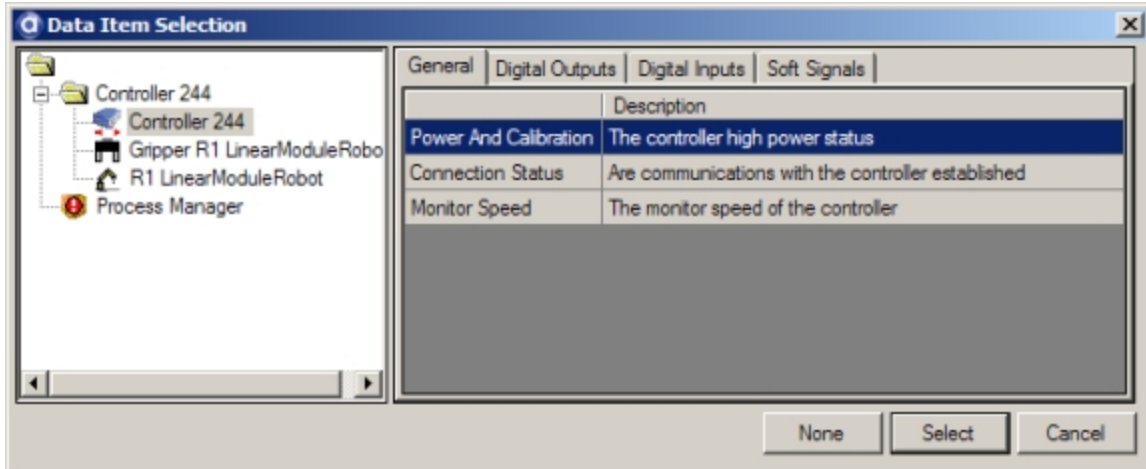 Data Item Selection
Controller 244
Controller 244
Gripper R1 LinearModuleRobo
R1 LinearModuleRobot
Process Manager
General Digital Outputs Digital Inputs Soft Signals
Description
Power And Calibration The controller high power status
Connection Status Are communications with the controller established
Monitor Speed The monitor speed of the controller
None Select Cancel